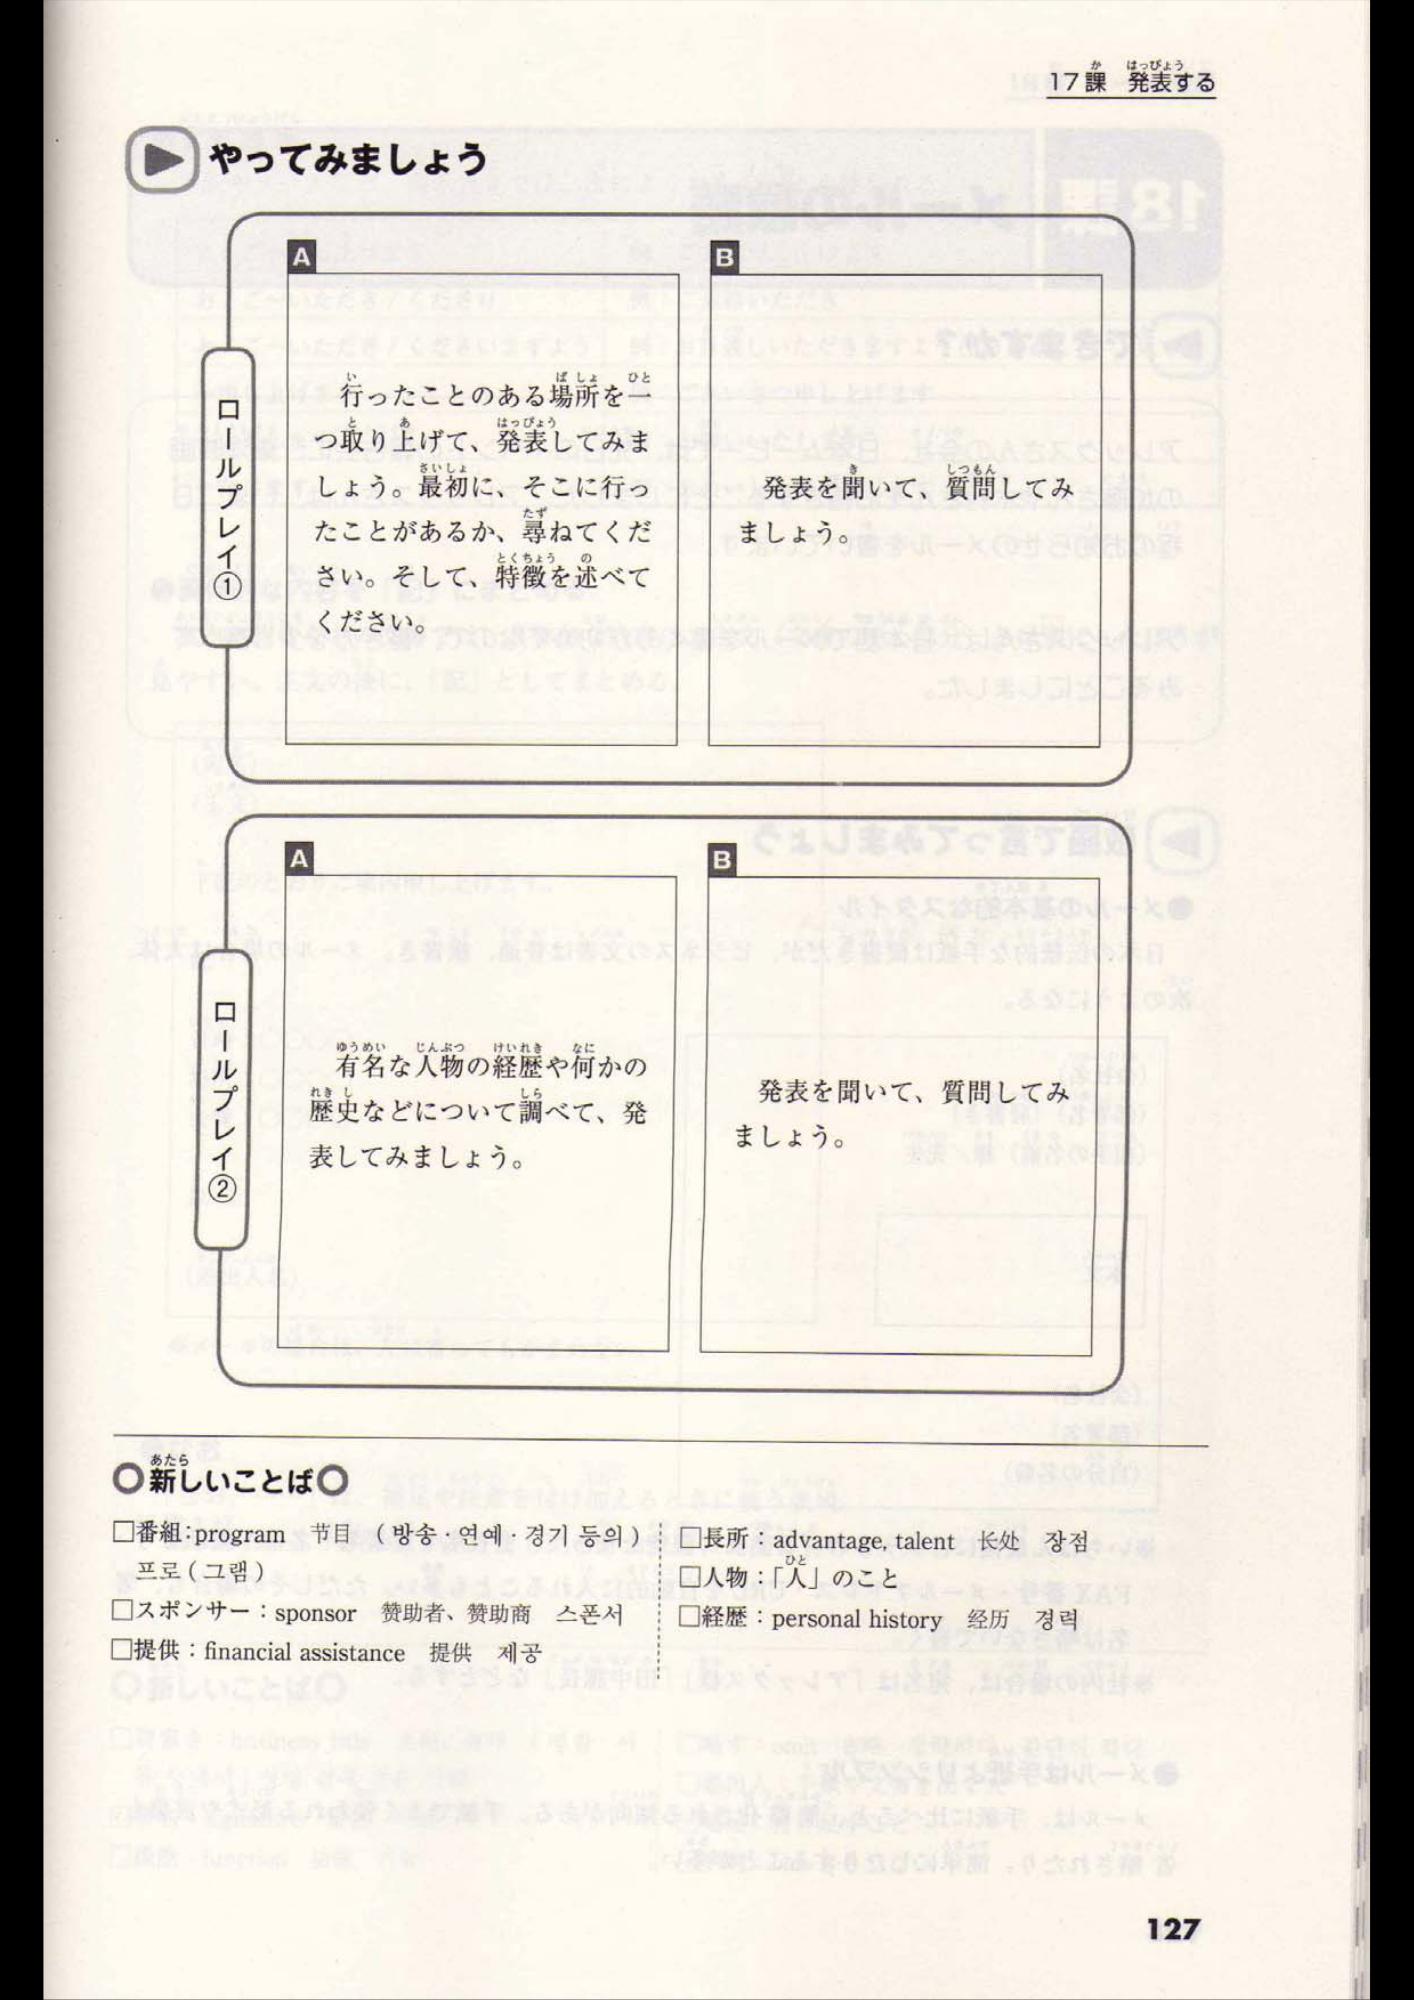 17課　発表する
やってみましょう
A
ロールプレイ①
行ったことのある場所を一
つ取り上げて、発表してみま
しょう。最初に、そこに行っ
たことがあるか、尋ねてくだ
さい。そして、特徴を述べて
ください。
B
発表を聞いて、質問してみ
ましょう。
A
ロールプレイ②
有名な人物の経歴や何かの
歴史などについて調べて、発
表してみましょう。
B
発表を聞いて、質問してみ
ましょう。
○新しいことば○
□番組:program　节目　(방송·연예·경기 등의)
프로(그램)
□スポンサー：sponsor　赞助者、赞助商　스폰서
□提供：financial assistance　提供　제공
□長所：advantage, talent　长处　장점
□人物：「人」のこと
□経歴：personal history　经历　경력
127